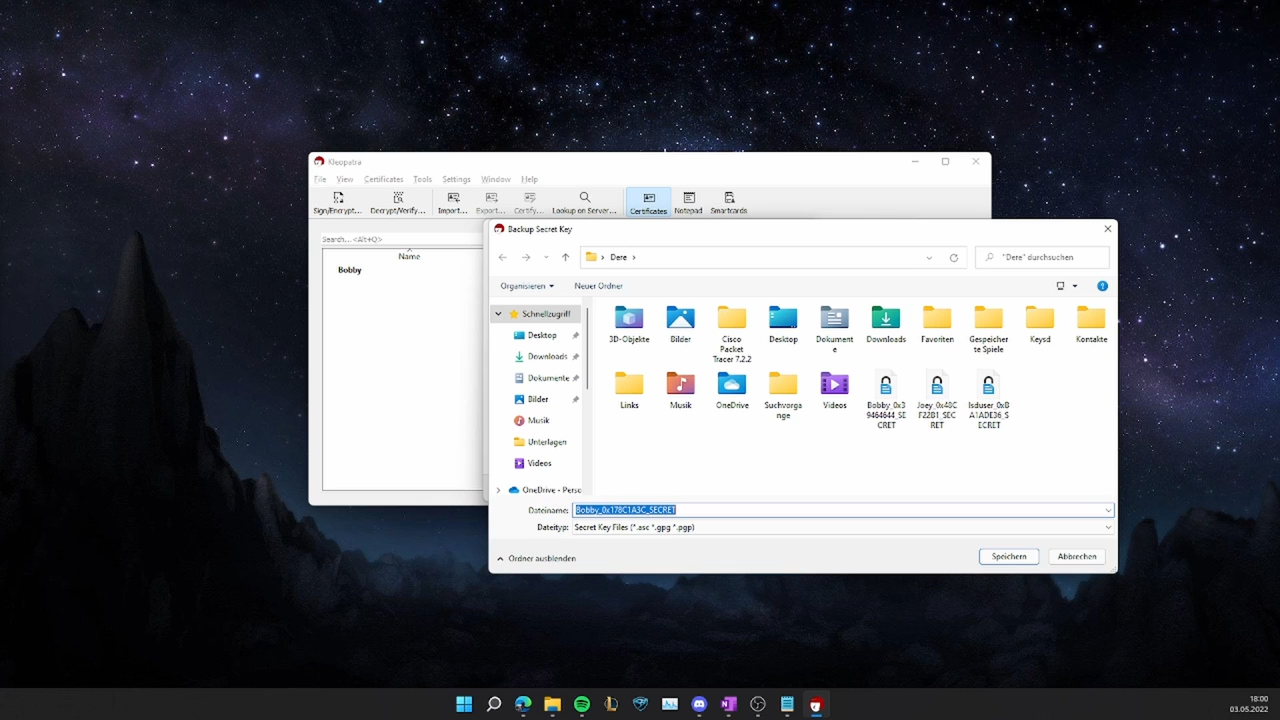 Kleopatra
File View Certificates Tools Settings Window Help
Sign/Encrypt... Decrypt/Verify... Import... Export... Certify... Lookup on Server... Certificates Notepad Smartcards
Search...<Alt+Q>
Name
Bobby
Backup Secret Key
Dere
"Dere" durchsuchen
Organisieren
Neuer Ordner
Schnellzugriff
Desktop
Downloads
Dokumente
Bilder
Musik
Unterlagen
Videos
OneDrive - Perso
3D-Objekte
Bilder
Cisco
Packet
Tracer 7.2.2
Desktop
Dokument
e
Downloads
Favoriten
Gespeicher
te Spiele
Keysd
Kontakte
Links
Musik
OneDrive
Suchvorga
nge
Videos
Bobby_0x3
9464644_SE
CRET
Joey_0x48C
F22B1_SEC
RET
lsduser_0xB
A1ADE36_S
ECRET
Dateiname: Bobby_0x178C1A3C_SECRET
Dateityp: Secret Key Files (*.asc *.gpg *.pgp)
Ordner ausblenden
Speichern
Abbrechen
18:00
03.05.2022